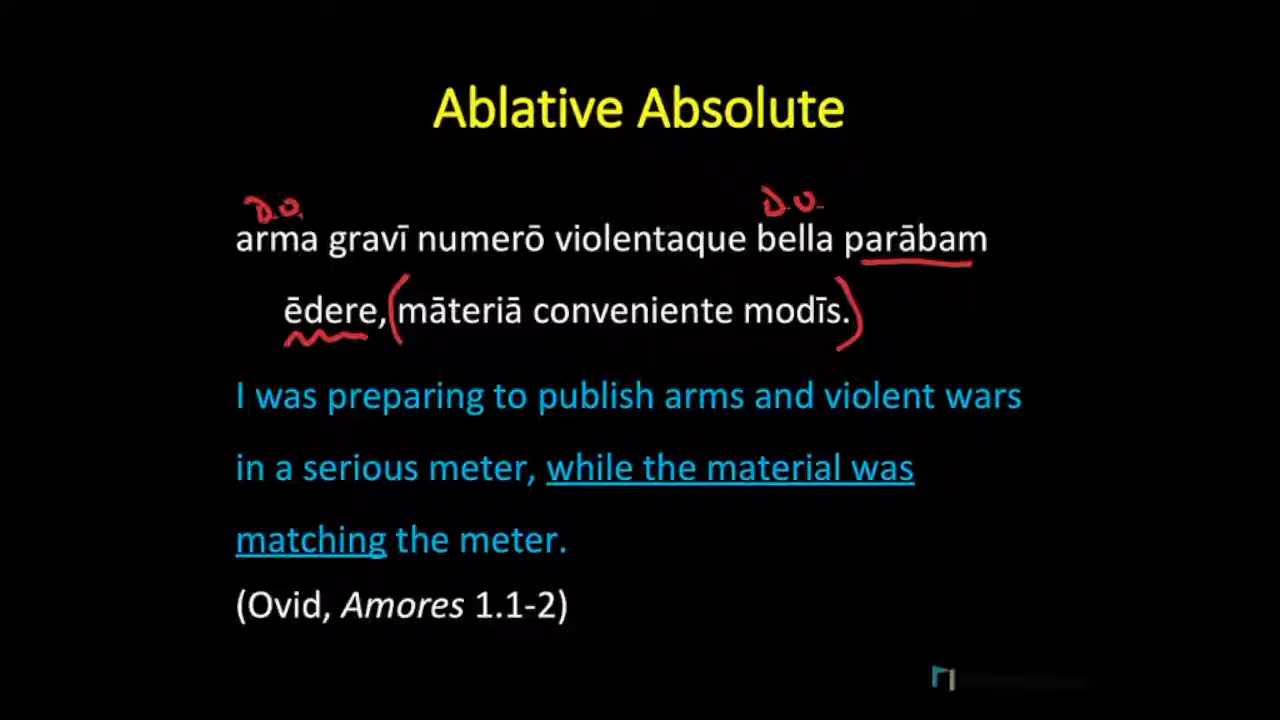 Ablative Absolute
D.O. D.O.
arma gravī numerō violentaque bella parābam
ēdere, (māteriā conveniente modīs.)
I was preparing to publish arms and violent wars
in a serious meter, while the material was
matching the meter.
(Ovid, Amores 1.1-2)